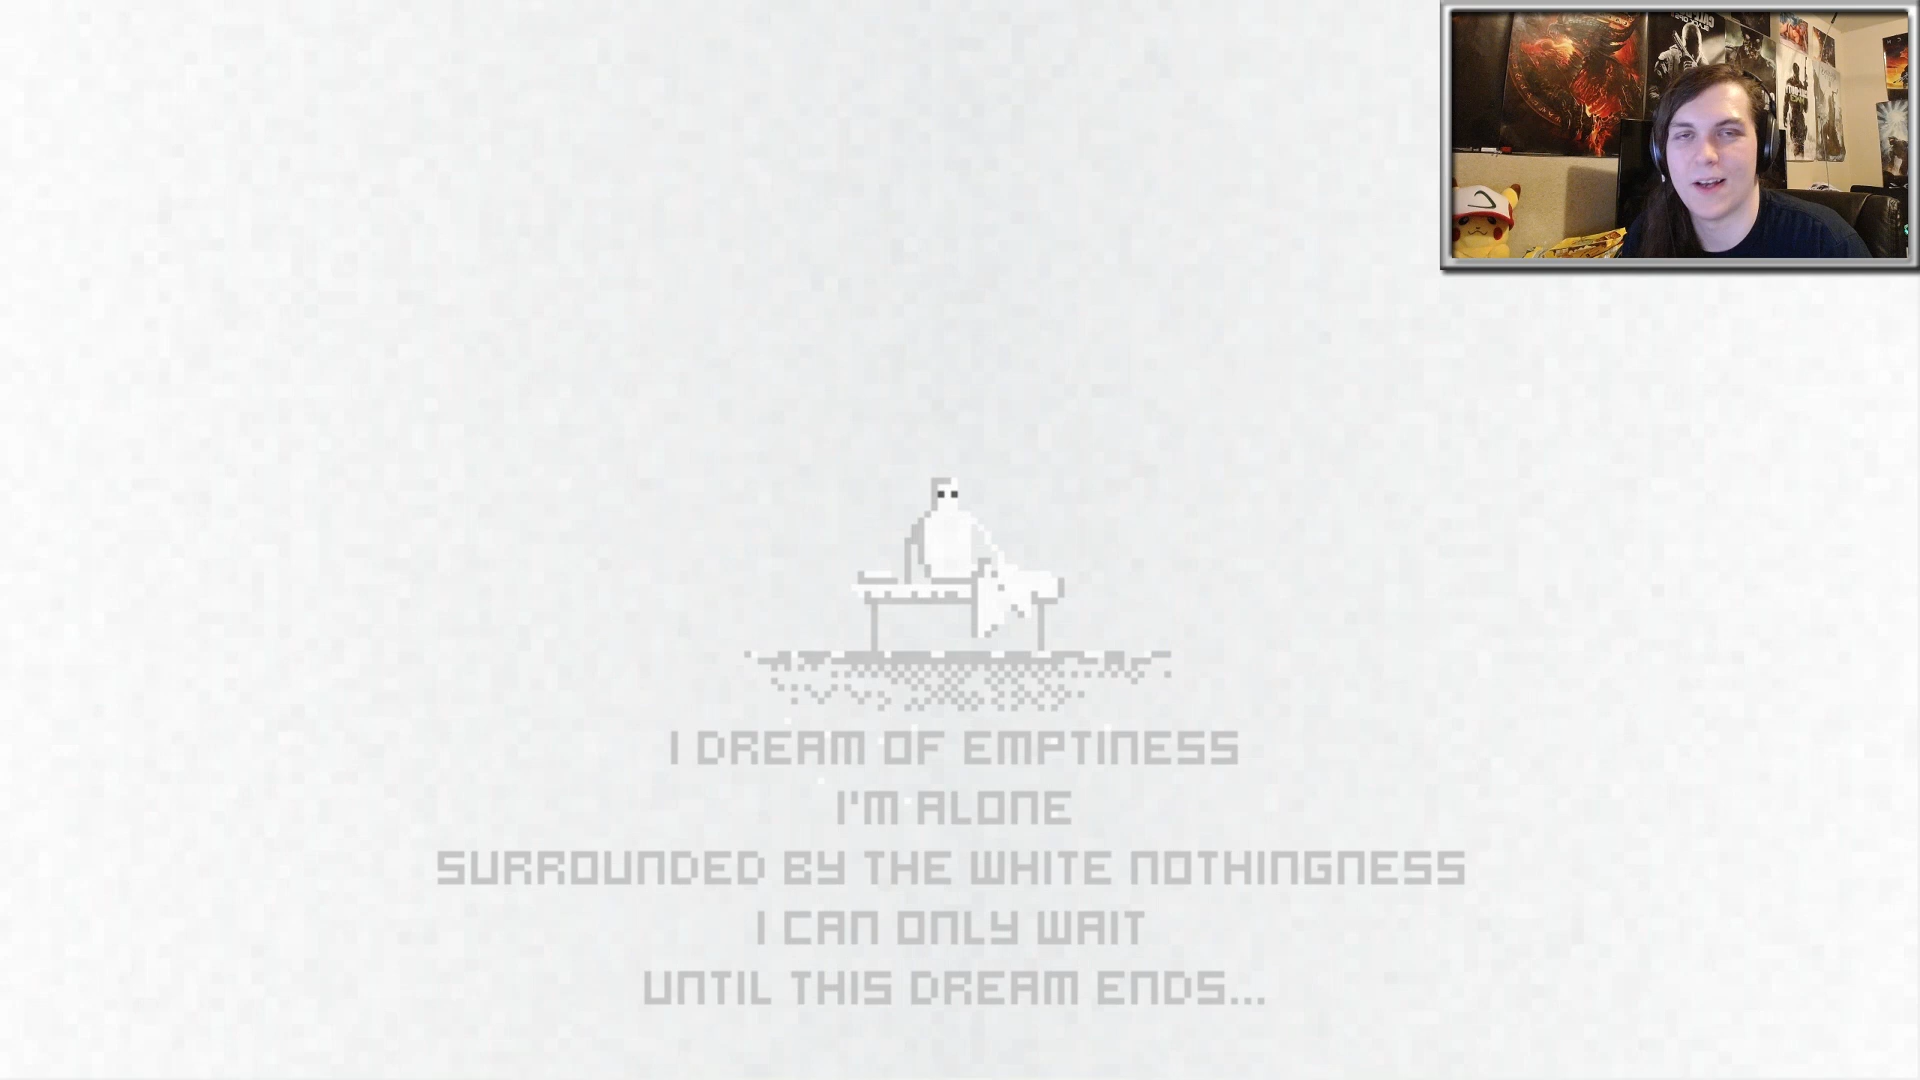 I DREAM OF EMPTINESS
I'M ALONE
SURROUNDED BY THE WHITE NOTHINGNESS
I CAN ONLY WAIT
UNTIL THIS DREAM ENDS...